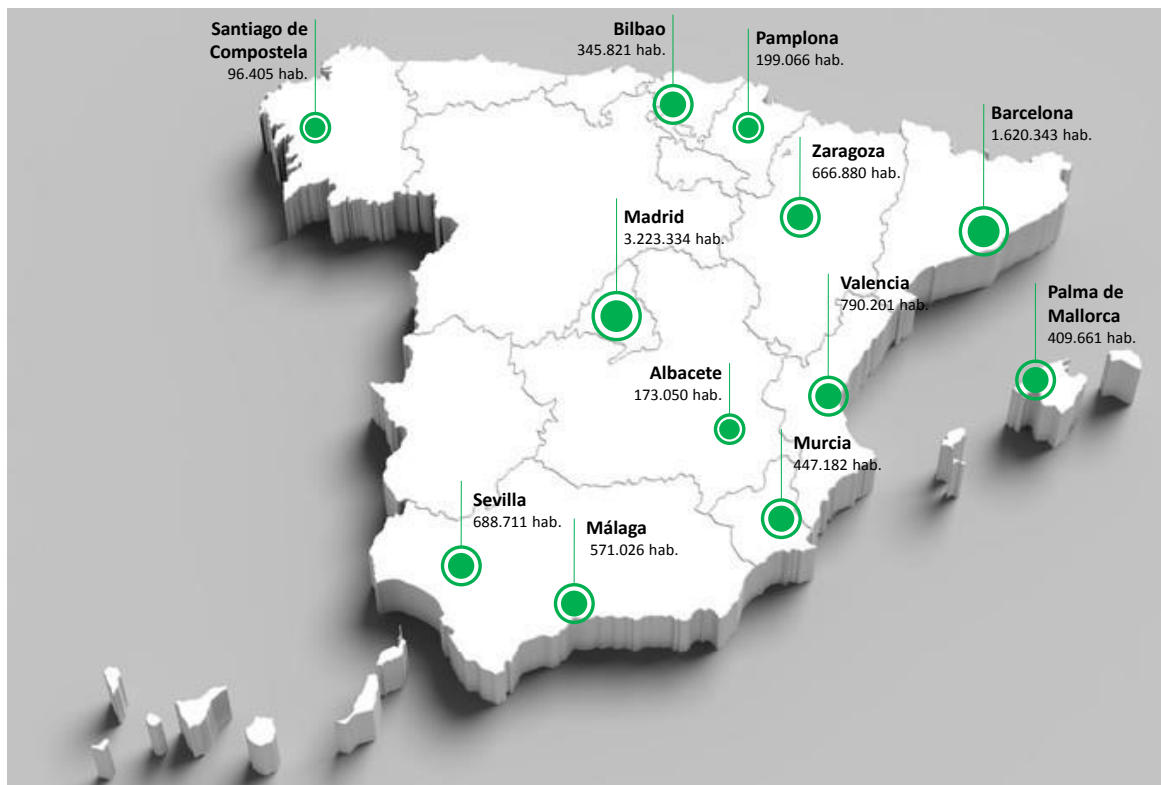 Santiago de
Compostela
96.405 hab.
Bilbao
345.821 hab.
Pamplona
199.066 hab.
Barcelona
1.620.343 hab.
Zaragoza
666.880 hab.
Madrid
3.223.334 hab.
Valencia
790.201 hab.
Palma de
Mallorca
409.661 hab.
Albacete
173.050 hab.
Murcia
447.182 hab.
Sevilla
688.711 hab.
Málaga
571.026 hab.